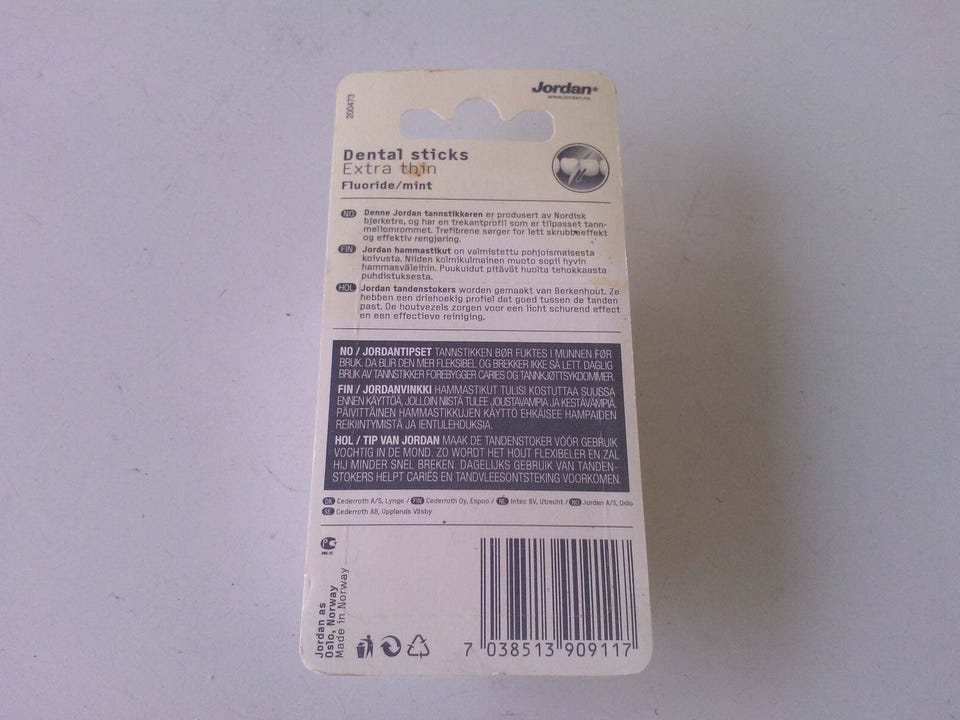 200473
Jordan*
www.jordan.no
Dental sticks
Extra thin
Fluoride/mint
NO Denne Jordan tannstikkeren er produsert av Nordisk
bjørketre, og har en trekantprofil som er tilpasset tann-
mellomrommet. Trefibrene sørger for lett skrubbeeffekt
og effektiv rengjøring.
FIN Jordan hammastikut on valmistettu pohjoismaisesta
koivusta. Niiden kolmikulmainen muoto sopii hyvin
hammasväleihin. Puukuidut pitävät huolta tehokkaasta
puhdistuksesta.
HOL Jordan tandenstokers worden gemaakt van Berkenhout. Ze
hebben een driehoekig profiel dat goed tussen de tanden
past. De houtvezels zorgen voor een licht schurend effect
en een effectieve reiniging.
NO / JORDANTIPSET TANNSTIKKEN BØR FUKTES I MUNNEN FØR
BRUK. DA BLIR DEN MER FLEKSIBEL OG BREKKER IKKE SÅ LETT. DAGLIG
BRUK AV TANNSTIKKER FOREBYGGER CARIES OG TANNKJØTTSYKDOMMER.
FIN / JORDANVINKKI HAMMASTIKUT TULISI KOSTUTTAA SUUSSA
ENNEN KÄYTTÖÄ, JOLLOIN NIISTÄ TULEE JOUSTAVAMPIA JA KESTÄVÄMPIÄ.
PÄIVITTÄINEN HAMMASTIKKUJEN KÄYTTÖ EHKÄISEE HAMPAIDEN
REIKIINTYMISTÄ JA IENTULEHDUKSIA.
HOL / TIP VAN JORDAN MAAK DE TANDENSTOKER VÓÓR GEBRUIK
VOCHTIG IN DE MOND. ZO WORDT HET HOUT FLEXIBELER EN ZAL
HIJ MINDER SNEL BREKEN. DAGELIJKS GEBRUIK VAN TANDEN-
STOKERS HELPT CARIËS EN TANDVLEESONTSTEKING VOORKOMEN.
DK Cederroth A/S, Lynge / FIN Cederroth Oy, Espoo / NL Intec BV, Utrecht / NO Jordan A/S, Oslo
SE Cederroth AB, Upplands Väsby
Jordan as
Oslo, Norway
Made in Norway
7 038513 909117